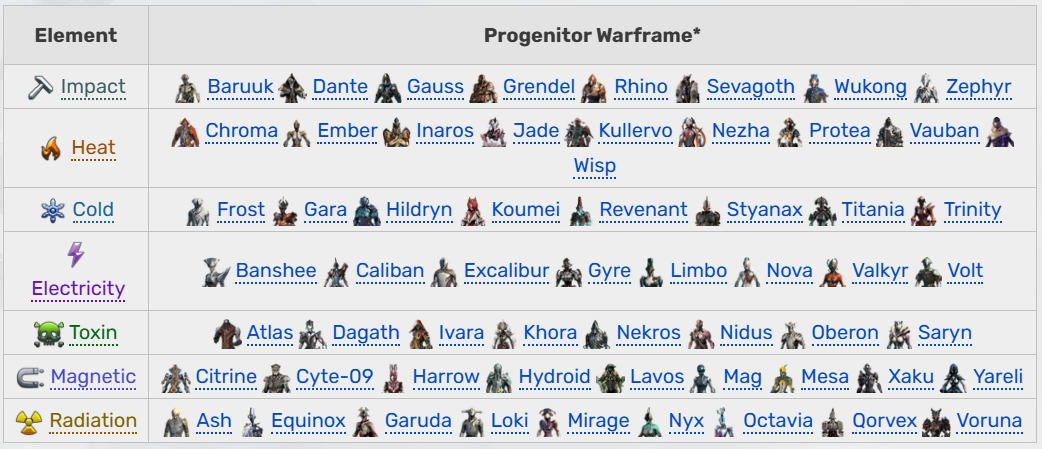 Element Progenitor Warframe*
Impact Baruuk Dante Gauss Grendel Rhino Sevagoth Wukong Zephyr
Heat Chroma Ember Inaros Jade Kullervo Nezha Protea Vauban
Wisp
Cold Frost Gara Hildryn Koumei Revenant Styanax Titania Trinity
Electricity Banshee Caliban Excalibur Gyre Limbo Nova Valkyr Volt
Toxin Atlas Dagath Ivara Khora Nekros Nidus Oberon Saryn
Magnetic Citrine Cyte-09 Harrow Hydroid Lavos Mag Mesa Xaku Yareli
Radiation Ash Equinox Garuda Loki Mirage Nyx Octavia Qorvex Voruna